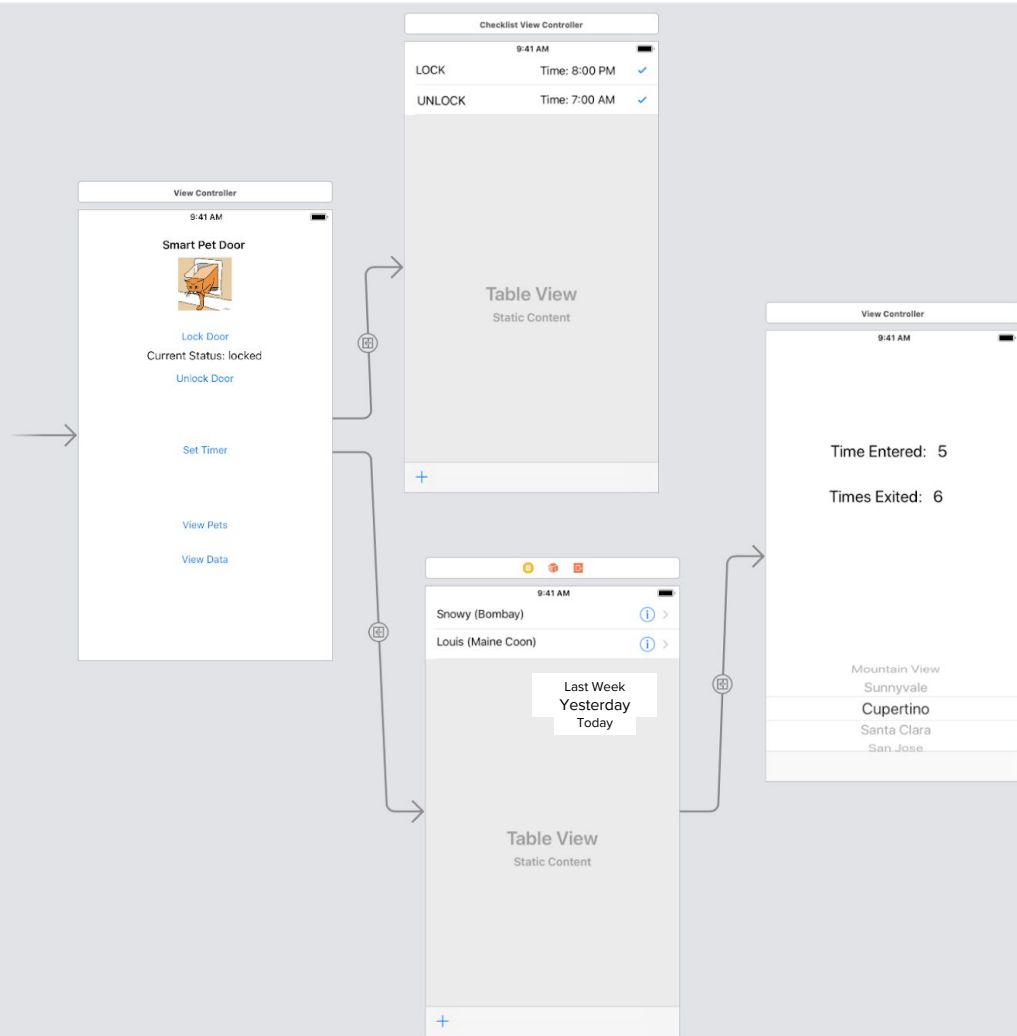 Checklist View Controller
9:41 AM
LOCK Time: 8:00 PM
UNLOCK Time: 7:00 AM
Table View
Static Content
+
View Controller
9:41 AM
Smart Pet Door
Lock Door
Current Status: locked
Unlock Door
Set Timer
View Pets
View Data
9:41 AM
Snowy (Bombay)
Louis (Maine Coon)
Last Week
Yesterday
Today
Table View
Static Content
+
View Controller
9:41 AM
Time Entered: 5
Times Exited: 6
Mountain View
Sunnyvale
Cupertino
Santa Clara
San Jose